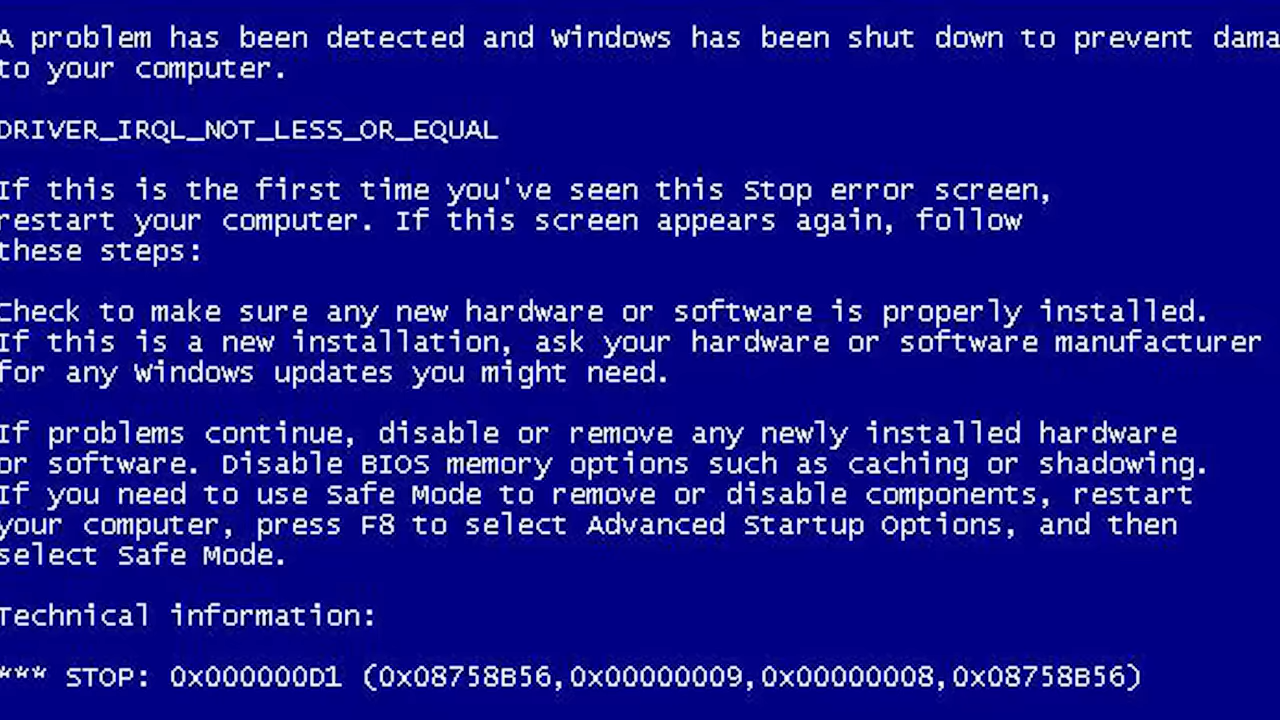 A problem has been detected and Windows has been shut down to prevent dama
to your computer.
DRIVER_IRQL_NOT_LESS_OR_EQUAL
If this is the first time you've seen this Stop error screen,
restart your computer. If this screen appears again, follow
these steps:
Check to make sure any new hardware or software is properly installed.
If this is a new installation, ask your hardware or software manufacturer
for any Windows updates you might need.
If problems continue, disable or remove any newly installed hardware
or software. Disable BIOS memory options such as caching or shadowing.
If you need to use Safe Mode to remove or disable components, restart
your computer, press F8 to select Advanced Startup Options, and then
select Safe Mode.
Technical information:
*** STOP: 0x000000D1 (0x08758B56,0x00000009,0x00000008,0x08758B56)